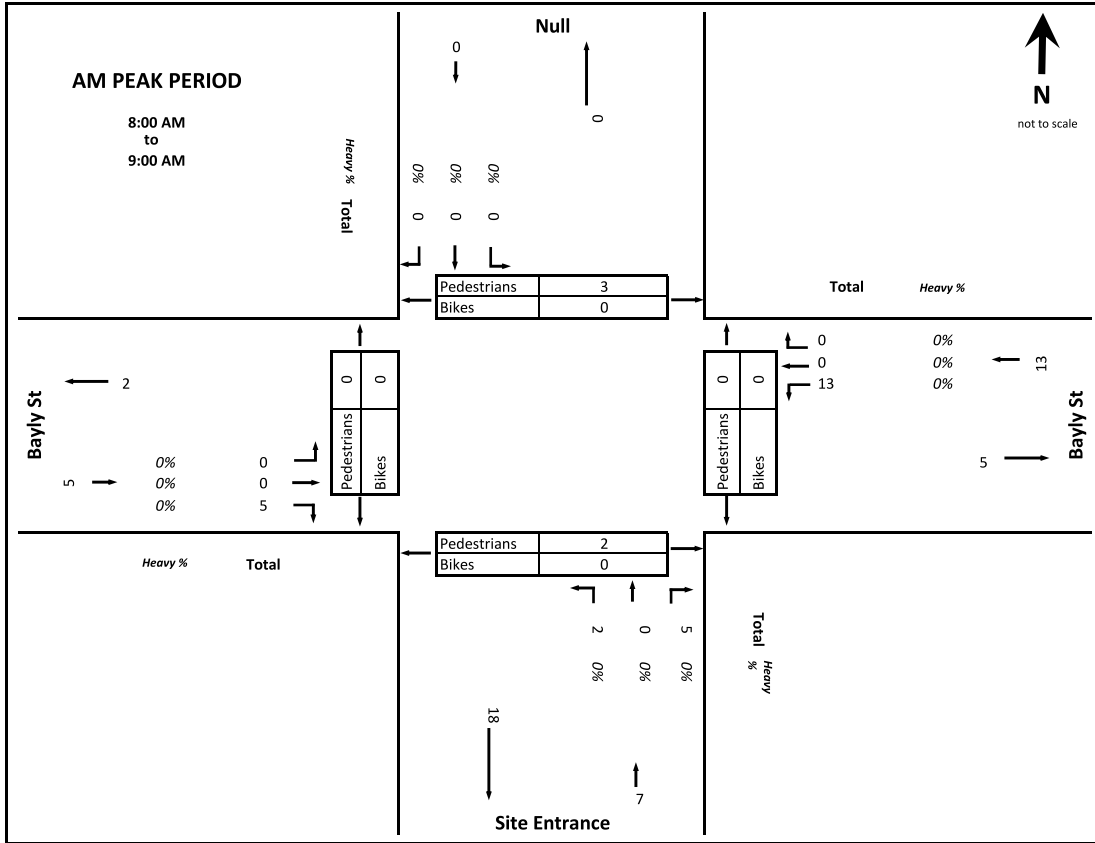 Null
0
AM PEAK PERIOD
N
0
8:00 AM
to
9:00 AM
not to scale
Heavy % Total
0% 0% 0%
0 0 0
Pedestrians 3
Bikes 0
Total Heavy %
0 0%
0 0%
13 0%
13
2
Bayly St
0% 0
5 0% 0
0% 5
Pedestrians 0
Bikes 0
Pedestrians 0
Bikes 0
5
Bayly St
Heavy % Total
Pedestrians 2
Bikes 0
2 0 5
0% 0% 0%
Total Heavy
%
18
7
Site Entrance